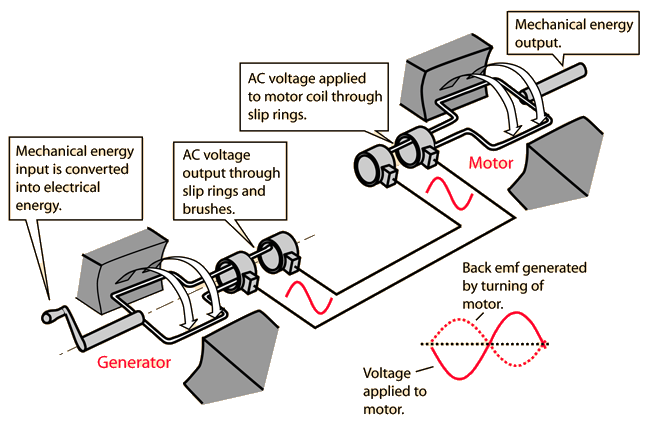 Mechanical energy
output.
AC voltage applied
to motor coil through
slip rings.
Mechanical energy
input is converted
into electrical
energy.
AC voltage
output through
slip rings and
brushes.
Motor
Generator
Back emf generated
by turning of
motor.
Voltage
applied to
motor.